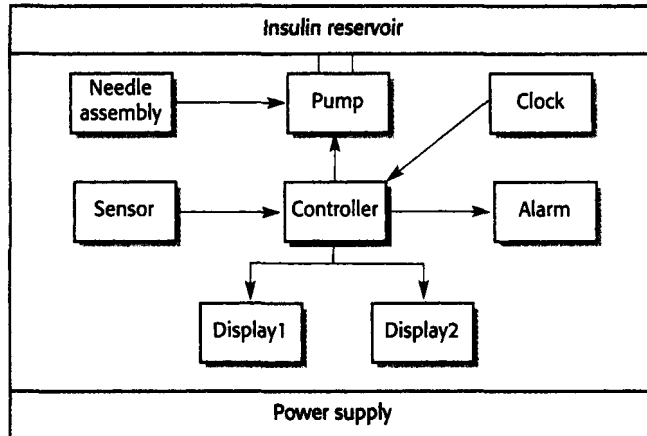 Insulin reservoir
Needle
assembly
Pump
Clock
Sensor
Controller
Alarm
Display1
Display2
Power supply